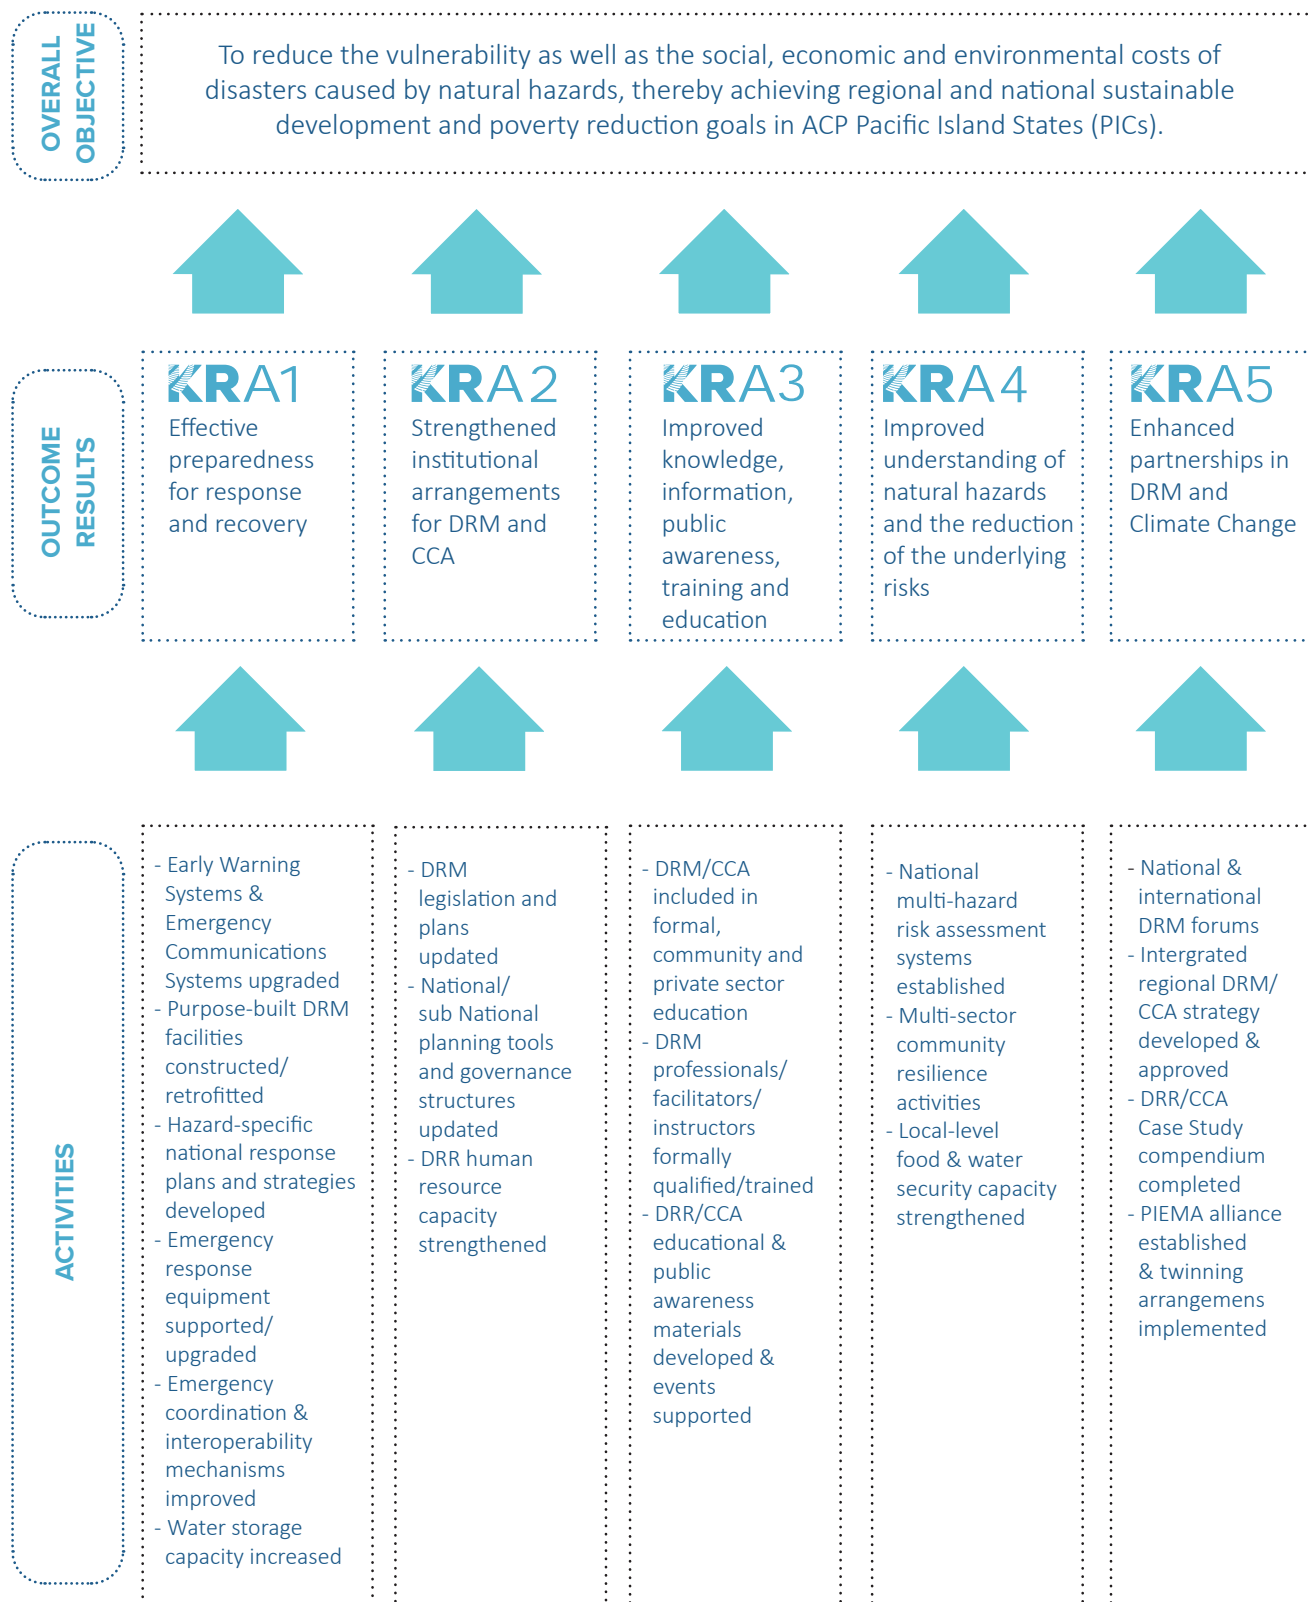 OVERALL
OBJECTIVE
To reduce the vulnerability as well as the social, economic and environmental costs of
disasters caused by natural hazards, thereby achieving regional and national sustainable
development and poverty reduction goals in ACP Pacific Island States (PICs).
OUTCOME
RESULTS
KRA1
Effective
preparedness
for response
and recovery
KRA2
Strengthened
institutional
arrangements
for DRM and
CCA
KRA3
Improved
knowledge,
information,
public
awareness,
training and
education
KRA4
Improved
understanding of
natural hazards
and the reduction
of the underlying
risks
KRA5
Enhanced
partnerships in
DRM and
Climate Change
ACTIVITIES
- Early Warning
Systems &
Emergency
Communications
Systems upgraded
- Purpose-built DRM
facilities
constructed/
retrofitted
- Hazard-specific
national response
plans and strategies
developed
- Emergency
response
equipment
supported/
upgraded
- Emergency
coordination &
interoperability
mechanisms
improved
- Water storage
capacity increased
- DRM
legislation and
plans
updated
- National/
sub National
planning tools
and governance
structures
updated
- DRR human
resource
capacity
strengthened
- DRM/CCA
included in
formal,
community and
private sector
education
- DRM
professionals/
facilitators/
instructors
formally
qualified/trained
- DRR/CCA
educational &
public
awareness
materials
developed &
events
supported
- National
multi-hazard
risk assessment
systems
established
- Multi-sector
community
resilience
activities
- Local-level
food & water
security capacity
strengthened
- National &
international
DRM forums
- Intergrated
regional DRM/
CCA strategy
developed &
approved
- DRR/CCA
Case Study
compendium
completed
- PIEMA alliance
established
& twinning
arrangemens
implemented